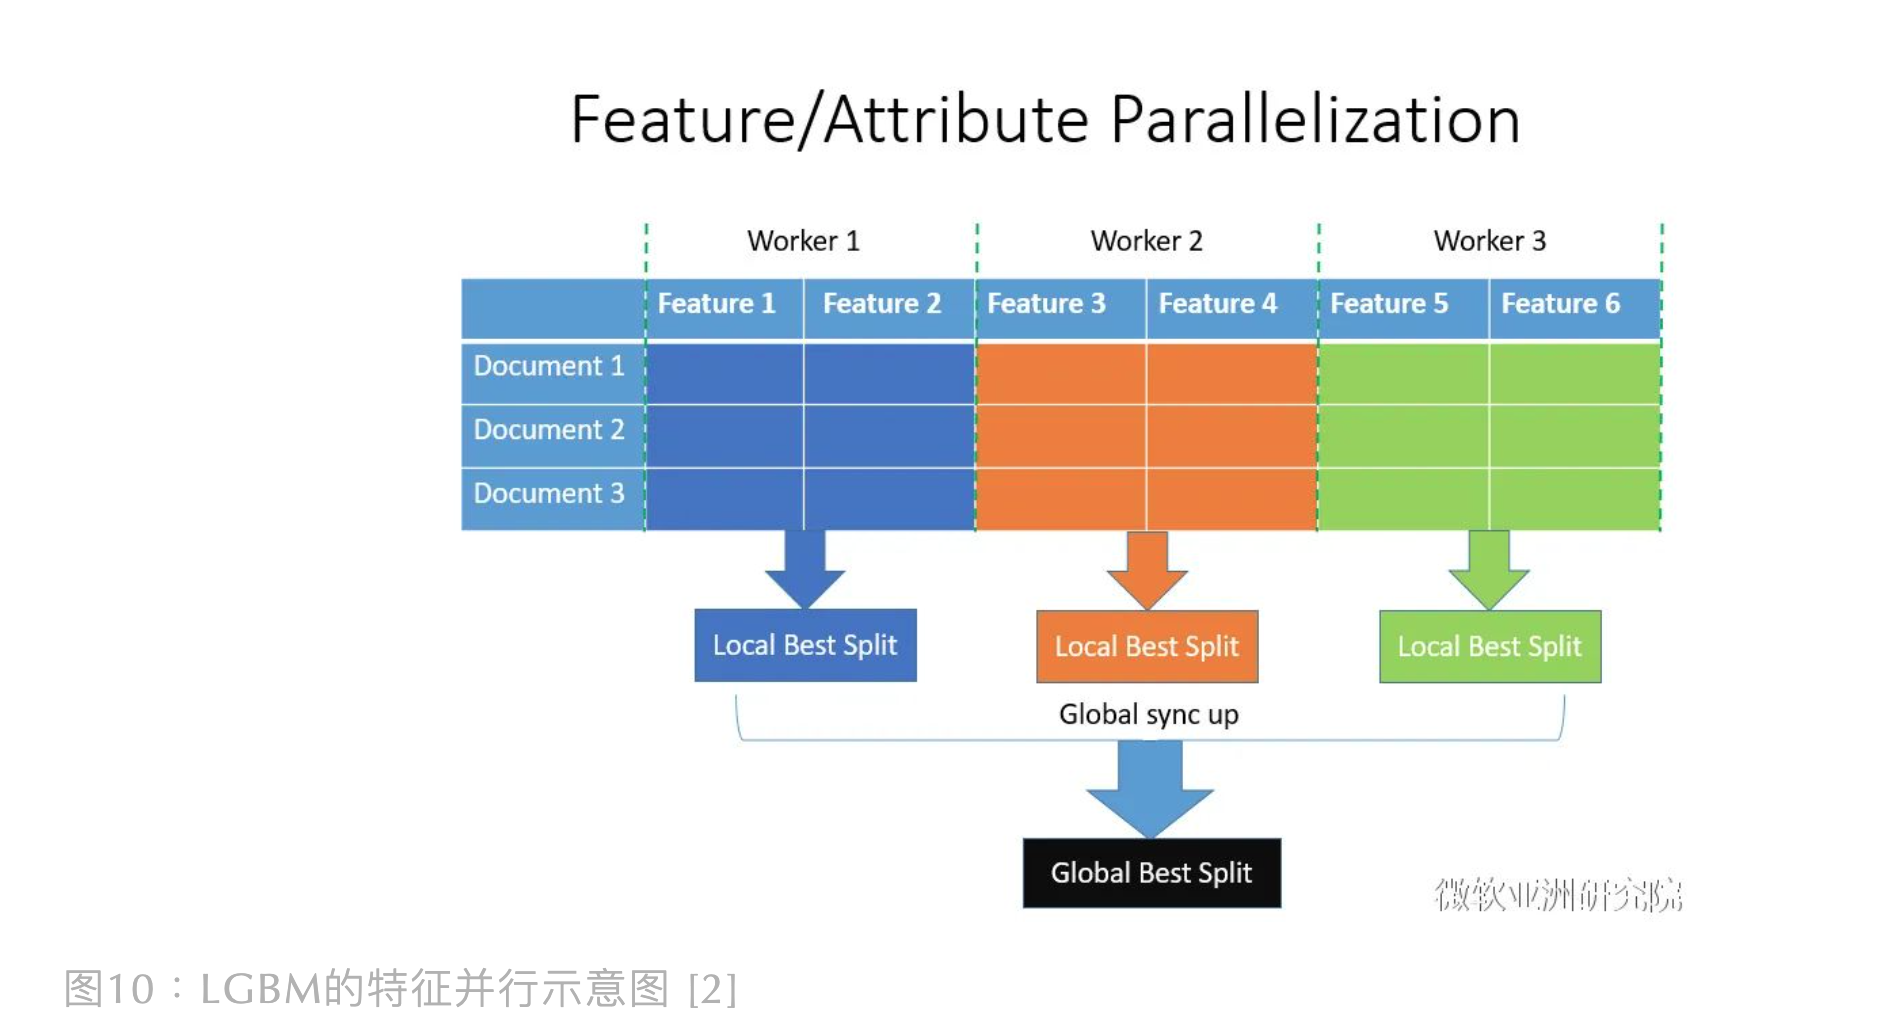 Feature/Attribute Parallelization
Worker 1 Worker 2 Worker 3
Feature 1 Feature 2 Feature 3 Feature 4 Feature 5 Feature 6
Document 1
Document 2
Document 3
Local Best Split Local Best Split Local Best Split
Global sync up
Global Best Split
微软亚洲研究院
图10：LGBM的特征并行示意图 [2]